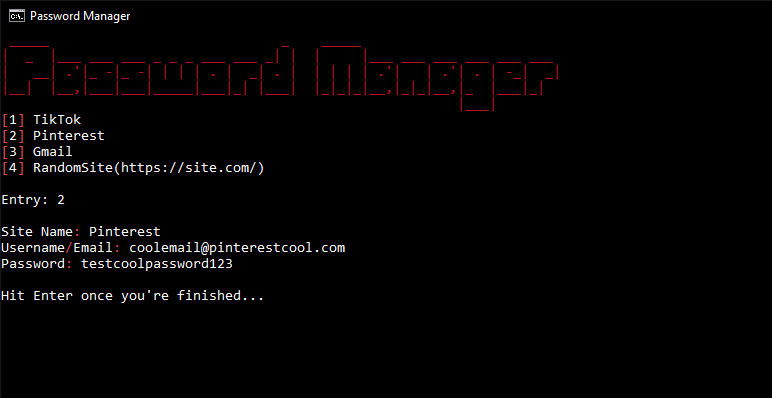 Password Manager
Password Manager
[1] TikTok
[2] Pinterest
[3] Gmail
[4] RandomSite(https://site.com/)
Entry: 2
Site Name: Pinterest
Username/Email: coolemail@pinterestcool.com
Password: testcoolpassword123
Hit Enter once you're finished...